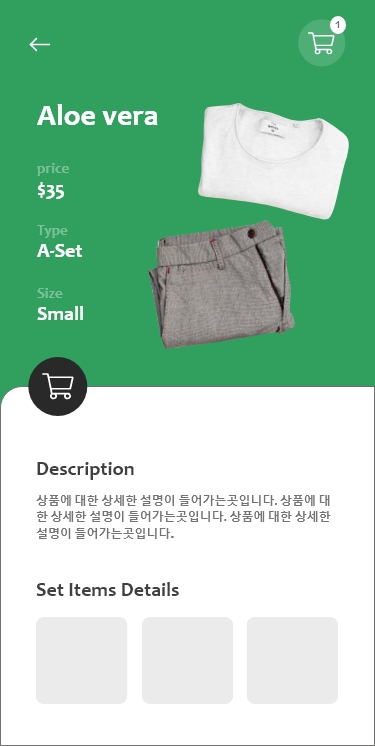 1
Aloe vera
price
$35
Type
A-Set
Size
Small
Description
상품에 대한 상세한 설명이 들어가는곳입니다. 상품에 대
한 상세한 설명이 들어가는곳입니다. 상품에 대한 상세한
설명이 들어가는곳입니다.
Set Items Details